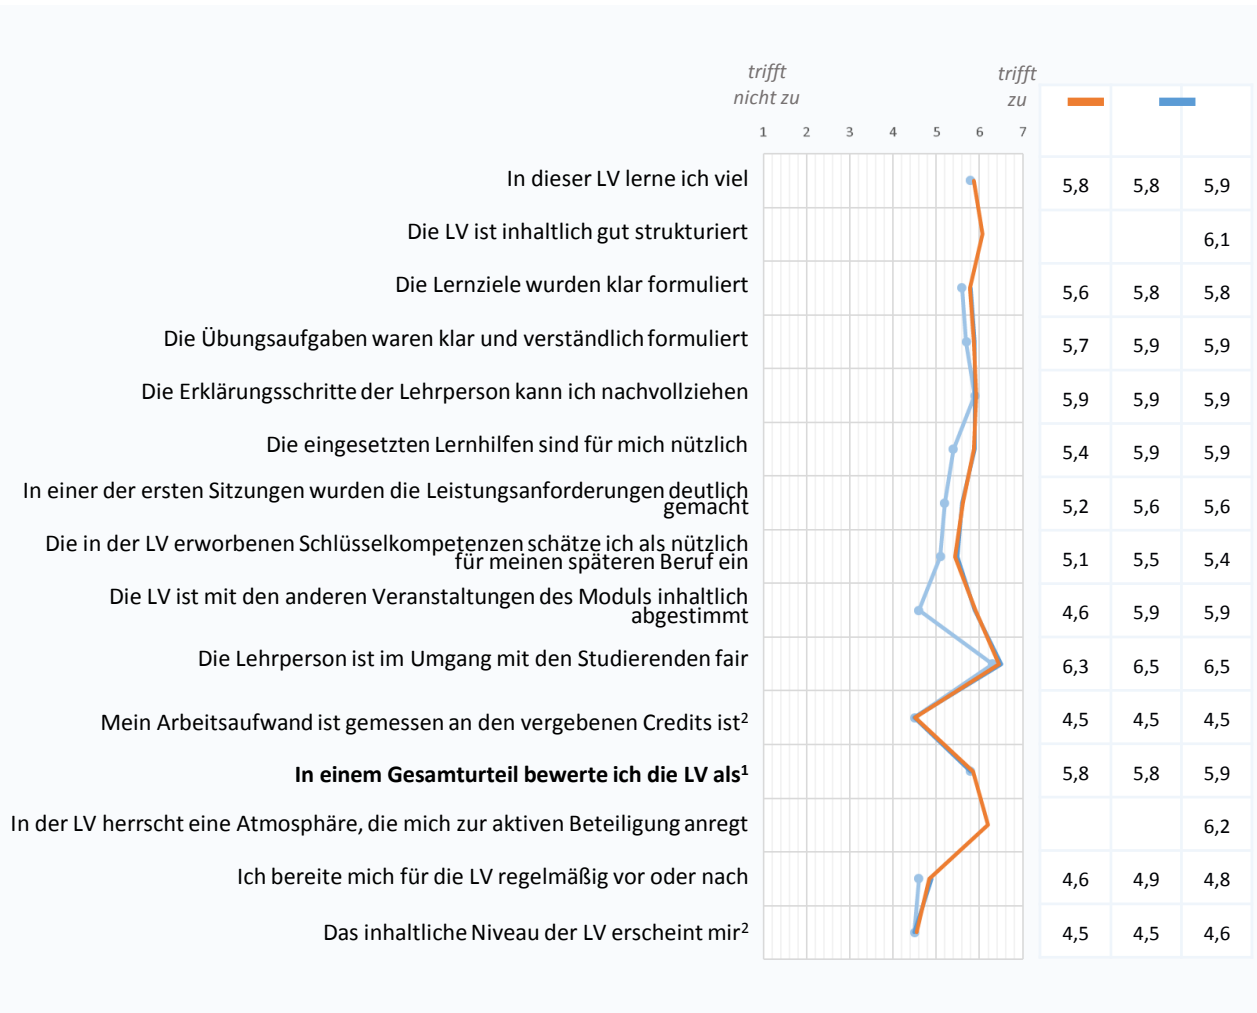 trifft
nicht zu
trifft
zu
1 2 3 4 5 6 7
In dieser LV lerne ich viel 5,8 5,8 5,9
Die LV ist inhaltlich gut strukturiert 6,1
Die Lernziele wurden klar formuliert 5,6 5,8 5,8
Die Übungsaufgaben waren klar und verständlich formuliert 5,7 5,9 5,9
Die Erklärungsschritte der Lehrperson kann ich nachvollziehen 5,9 5,9 5,9
Die eingesetzten Lernhilfen sind für mich nützlich 5,4 5,9 5,9
In einer der ersten Sitzungen wurden die Leistungsanforderungen deutlich
gemacht 5,2 5,6 5,6
Die in der LV erworbenen Schlüsselkompetenzen schätze ich als nützlich
für meinen späteren Beruf ein 5,1 5,5 5,4
Die LV ist mit den anderen Veranstaltungen des Moduls inhaltlich
abgestimmt 4,6 5,9 5,9
Die Lehrperson ist im Umgang mit den Studierenden fair 6,3 6,5 6,5
Mein Arbeitsaufwand ist gemessen an den vergebenen Credits ist² 4,5 4,5 4,5
In einem Gesamturteil bewerte ich die LV als¹ 5,8 5,8 5,9
In der LV herrscht eine Atmosphäre, die mich zur aktiven Beteiligung anregt 6,2
Ich bereite mich für die LV regelmäßig vor oder nach 4,6 4,9 4,8
Das inhaltliche Niveau der LV erscheint mir² 4,5 4,5 4,6